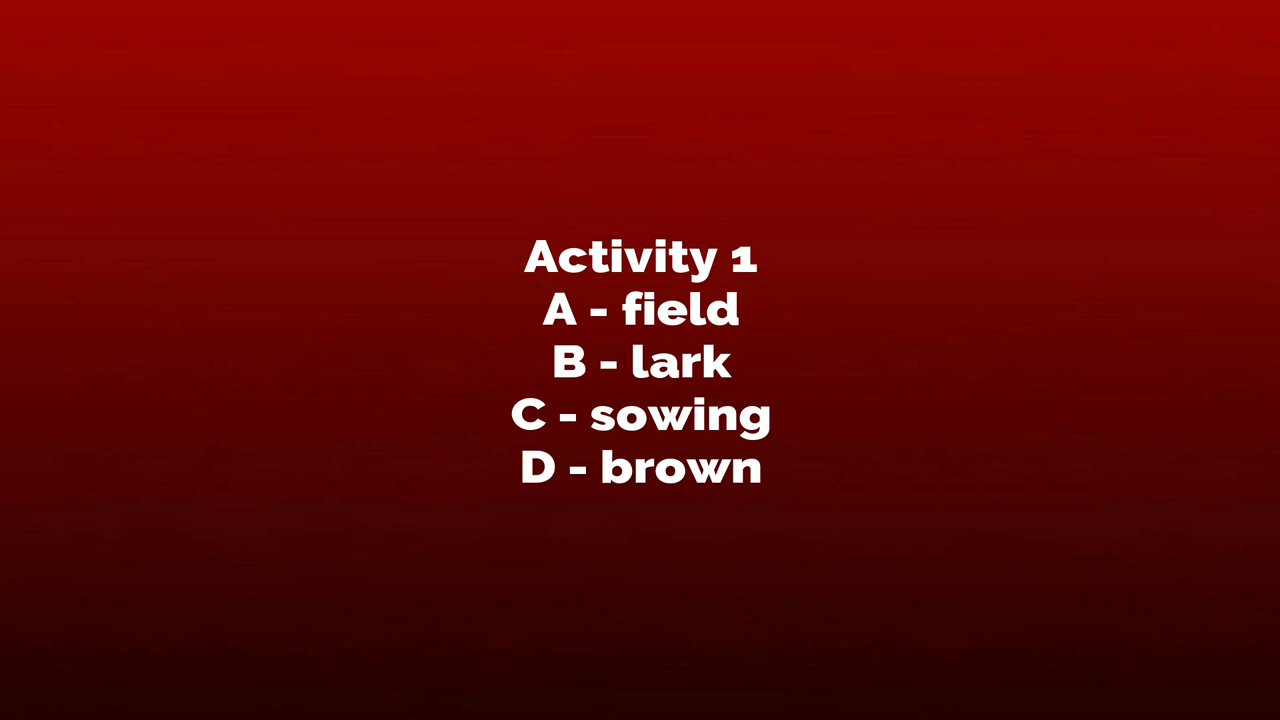 Activity 1
A - field
B - lark
C - sowing
D - brown